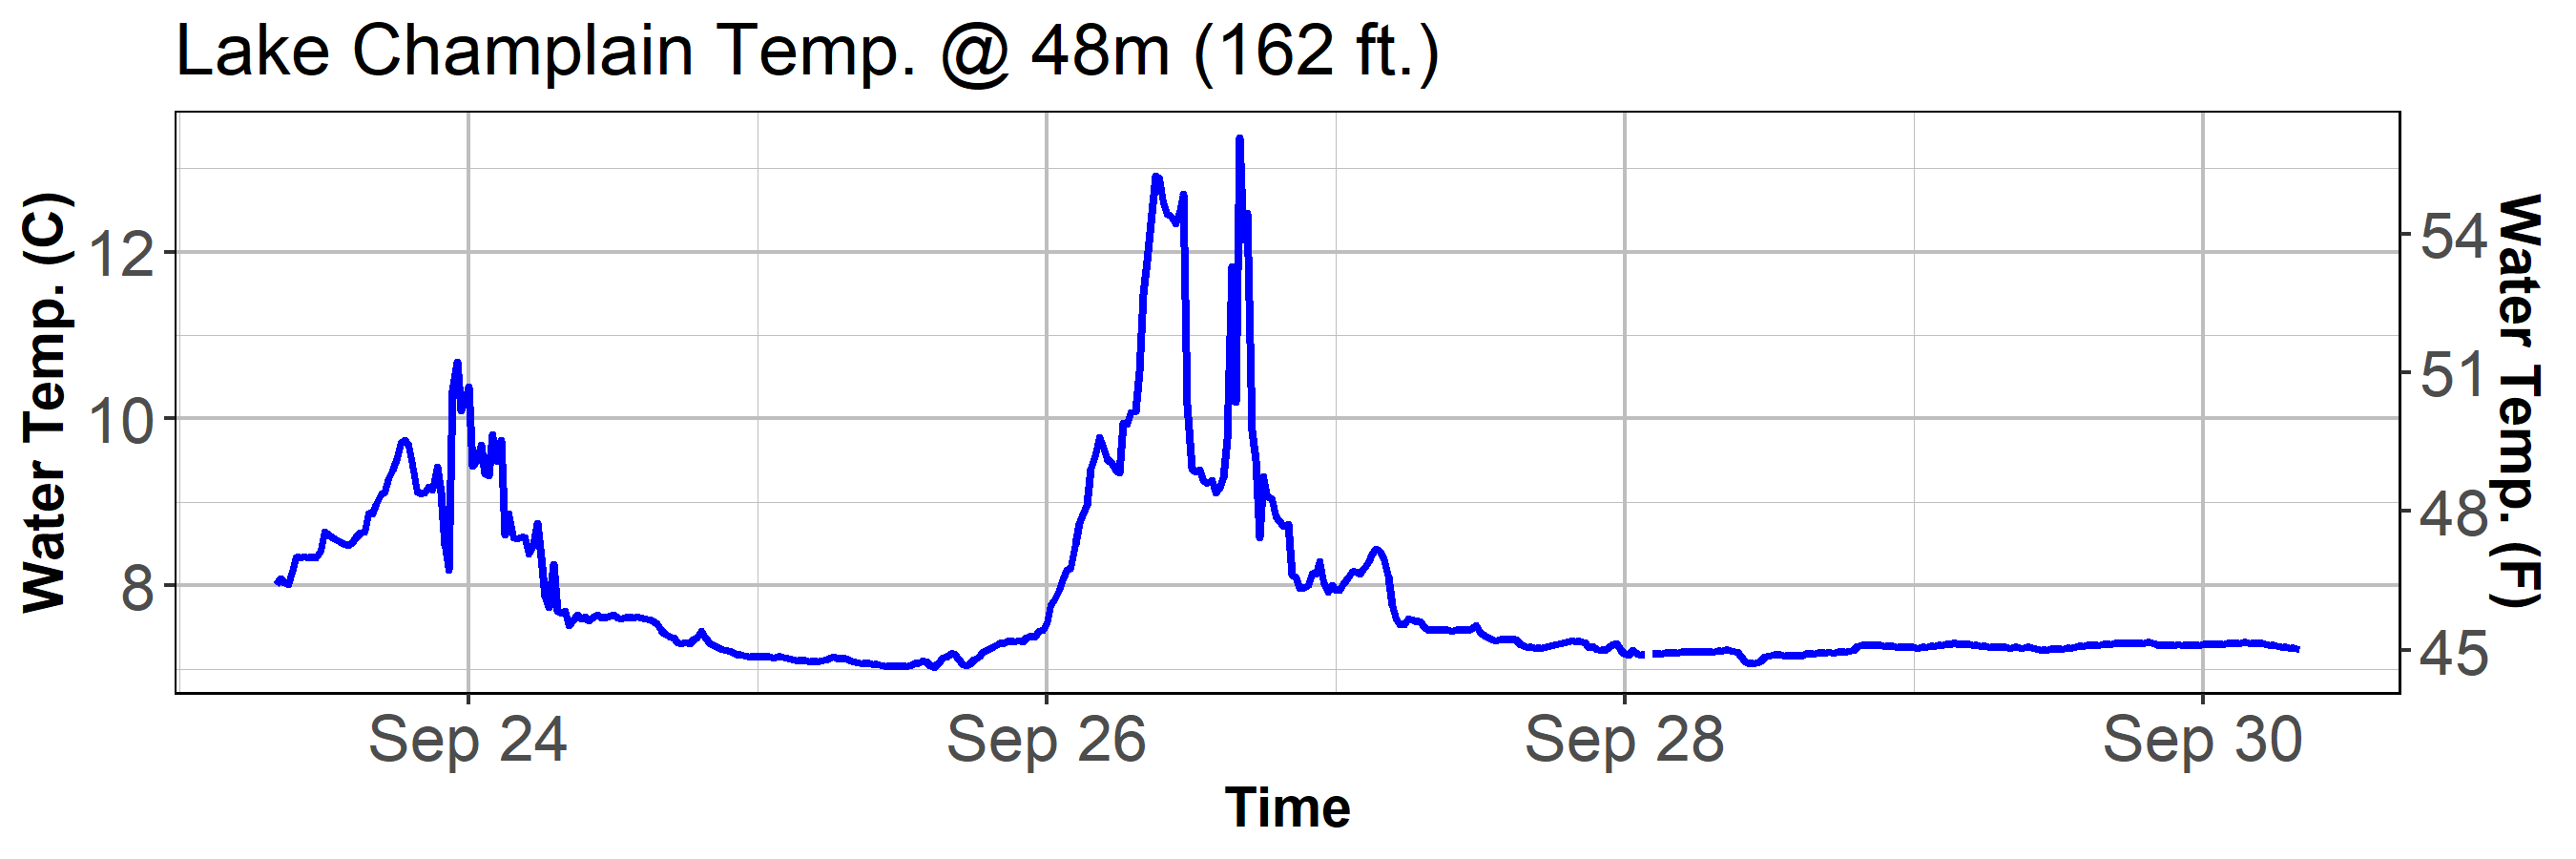 Lake Champlain Temp. @ 48m (162 ft.)
Water Temp. (C)
12
10
8
54
51
48
45
Water Temp. (F)
Sep 24
Sep 26
Sep 28
Sep 30
Time